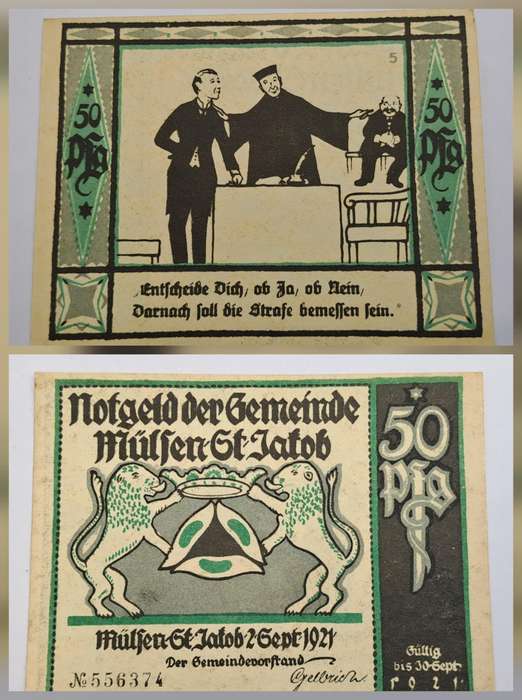 5
50
Pfg
50
Pfg
„Entscheide Dich, ob Ja, ob Nein,
Darnach soll die Strafe bemessen sein."
Notgeld der Gemeinde
Mülsen-St-Jakob
50
Pfg
Mülsen-St-Jakob 2 Sept 1921
Der Gemeindevorstand
Gültig
bis 30·Sept·
1921
№ 556374